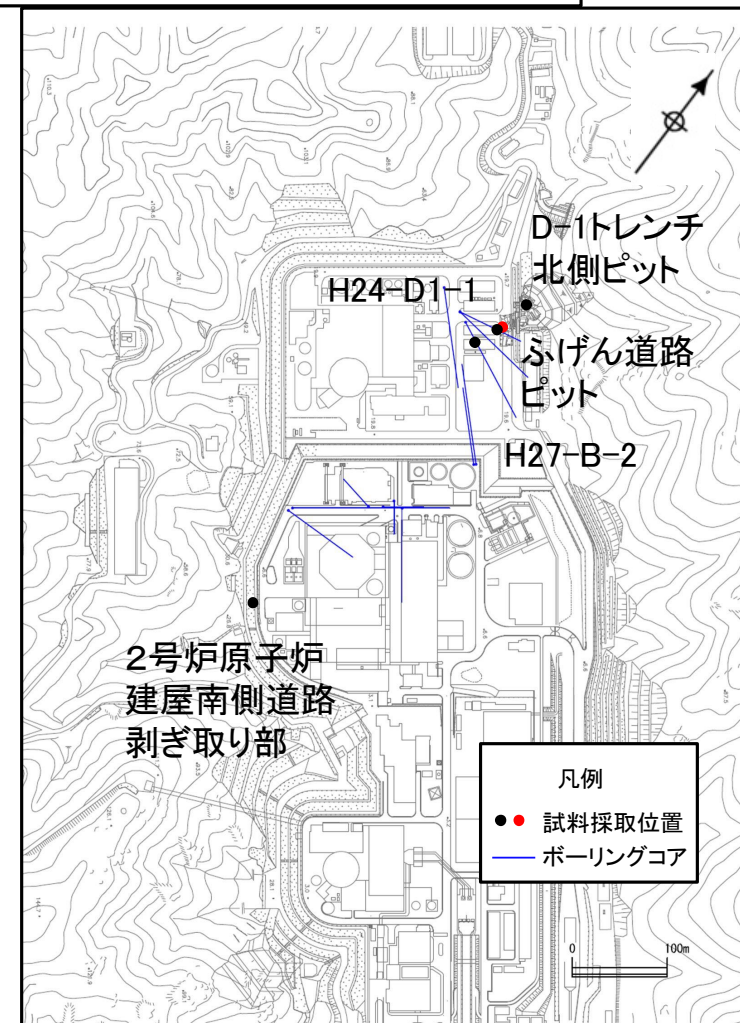 D-1トレンチ
北側ピット
H24-D1-1
ふげん道路
ピット
H27-B-2
2号炉原子炉
建屋南側道路
剥ぎ取り部
凡例
試料採取位置
ボーリングコア
0 100m